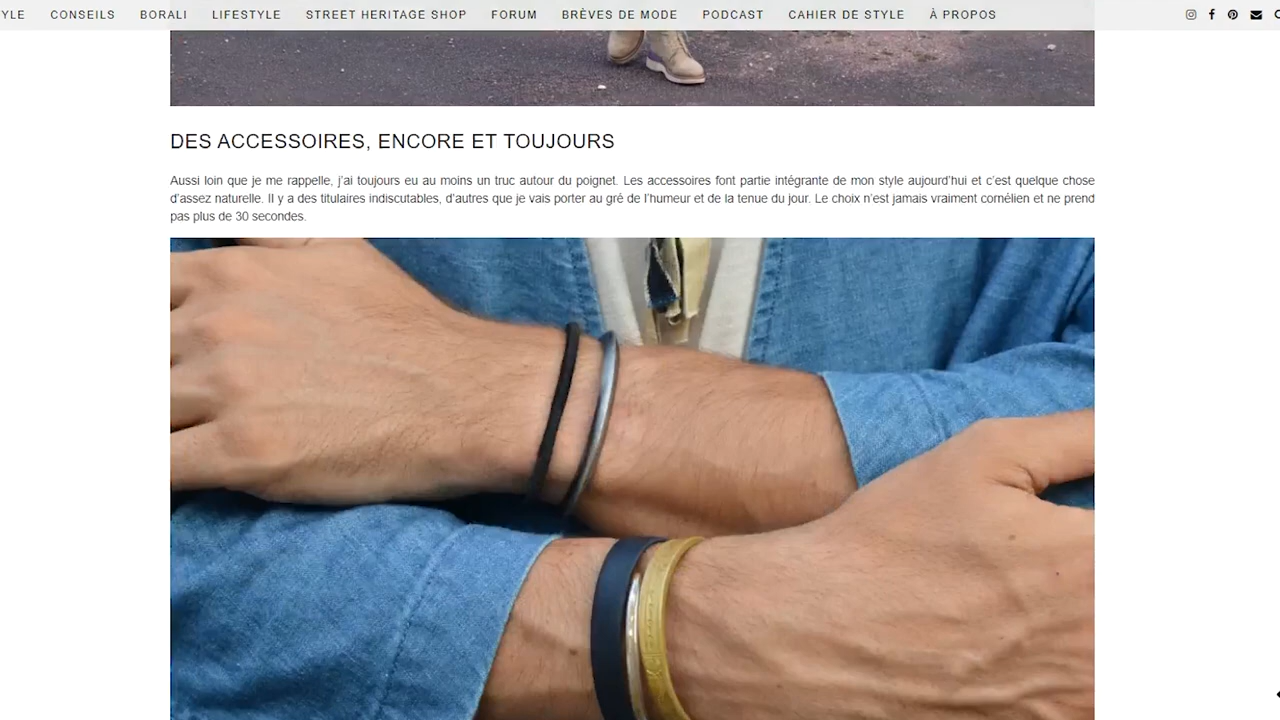 YLE CONSEILS BORALI LIFESTYLE STREET HERITAGE SHOP FORUM BRÈVES DE MODE PODCAST CAHIER DE STYLE À PROPOS
DES ACCESSOIRES, ENCORE ET TOUJOURS
Aussi loin que je me rappelle, j’ai toujours eu au moins un truc autour du poignet. Les accessoires font partie intégrante de mon style aujourd’hui et c’est quelque chose
d’assez naturelle. Il y a des titulaires indiscutables, d’autres que je vais porter au gré de l’humeur et de la tenue du jour. Le choix n’est jamais vraiment cornélien et ne prend
pas plus de 30 secondes.